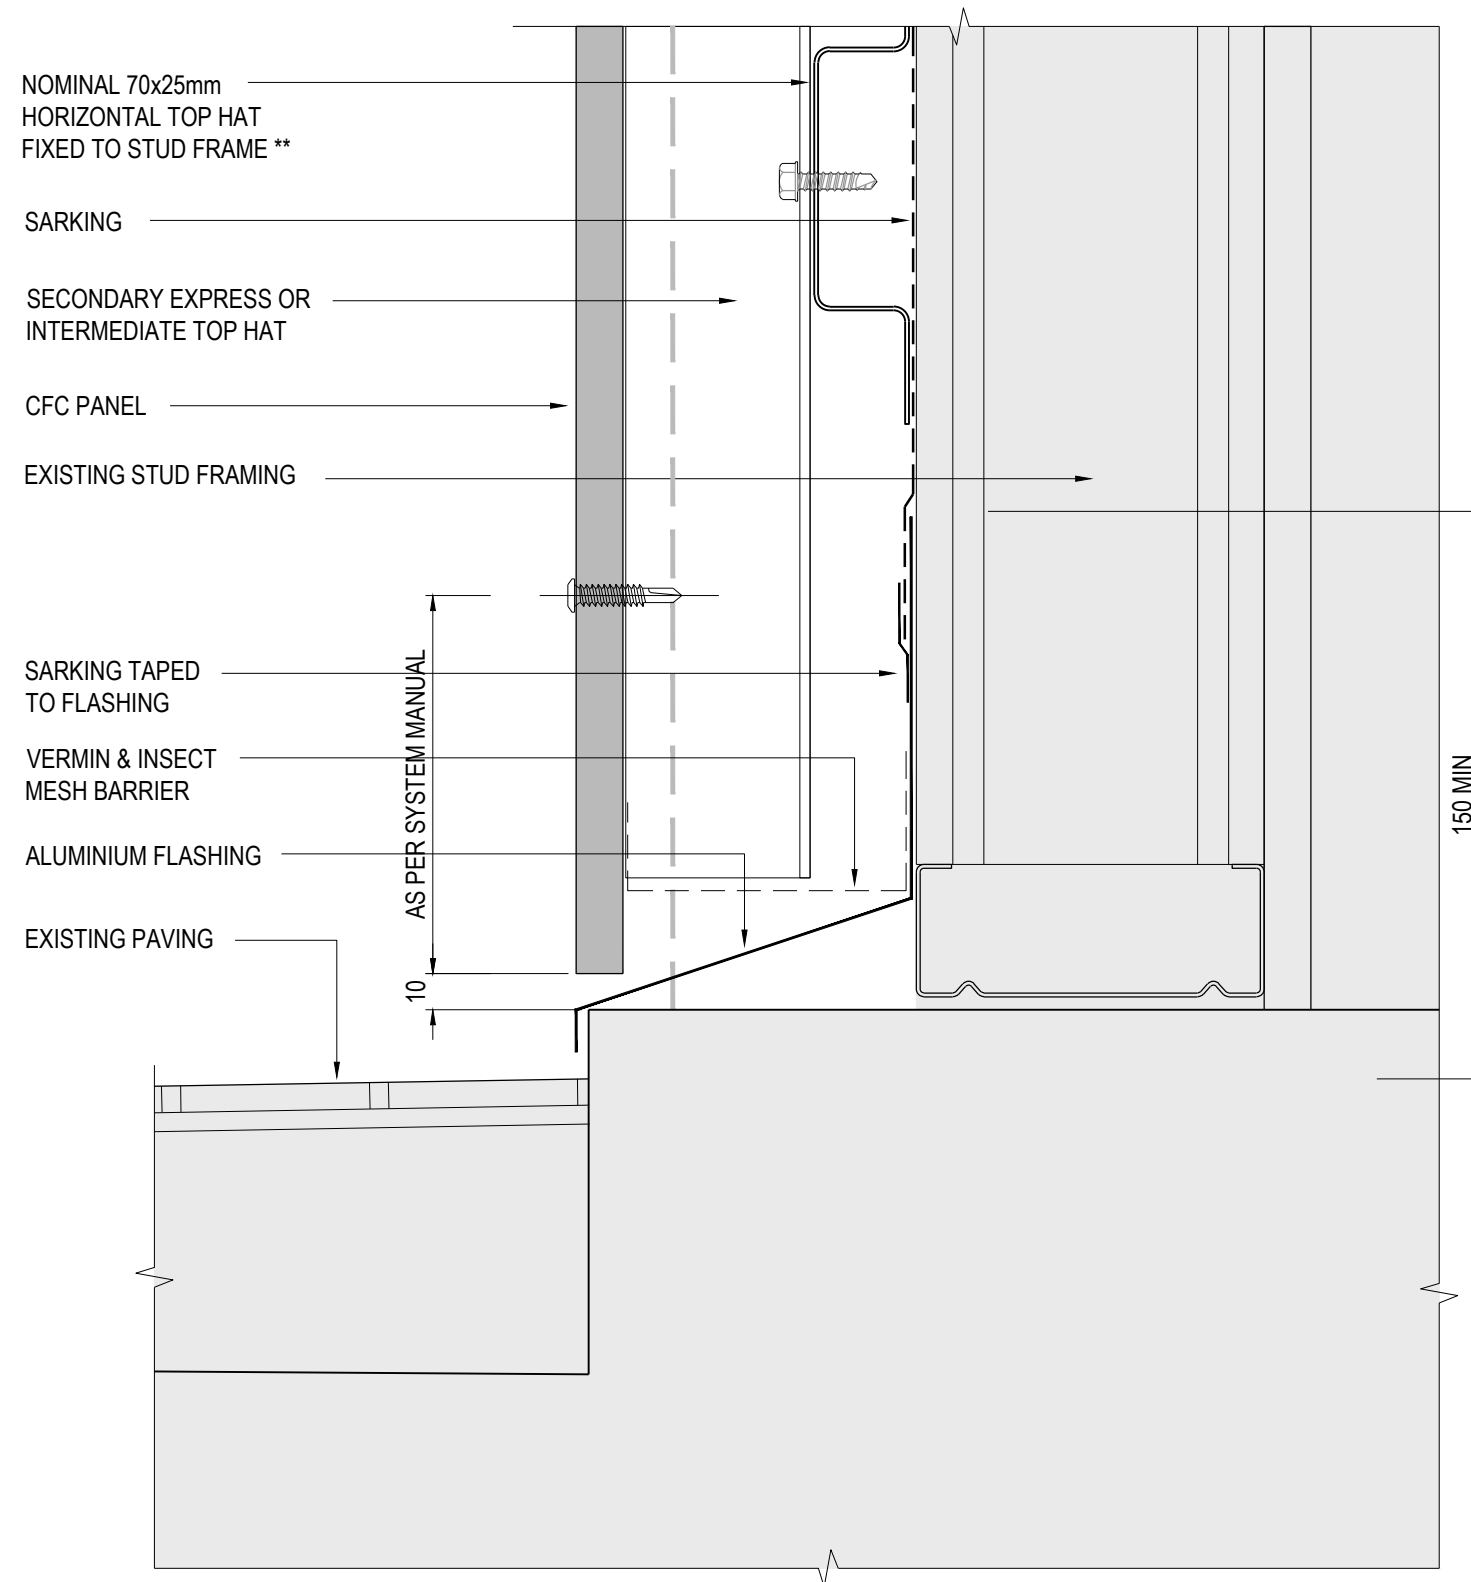 NOMINAL 70x25mm
HORIZONTAL TOP HAT
FIXED TO STUD FRAME **
SARKING
SECONDARY EXPRESS OR
INTERMEDIATE TOP HAT
CFC PANEL
EXISTING STUD FRAMING
SARKING TAPED
TO FLASHING
VERMIN & INSECT
MESH BARRIER
ALUMINIUM FLASHING
EXISTING PAVING
AS PER SYSTEM MANUAL
10
150 MIN